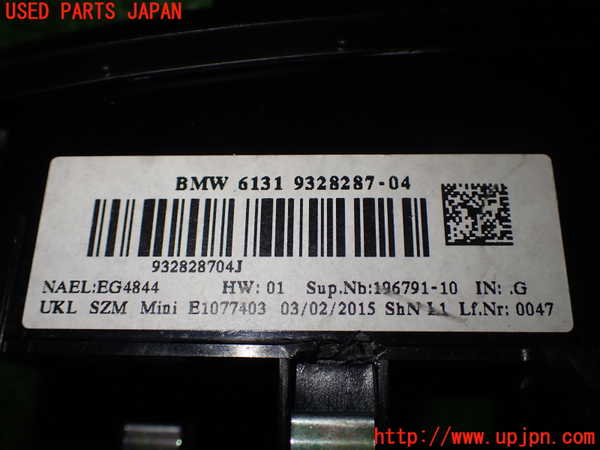 USED PARTS JAPAN
BMW 6131 9328287-04
932828704J
NAEL:EG4844 HW: 01 Sup.Nb:196791-10 IN: .G
UKL SZM Mini E1077403 03/02/2015 ShN L1 Lf.Nr: 0047
http://www.upjpn.com/